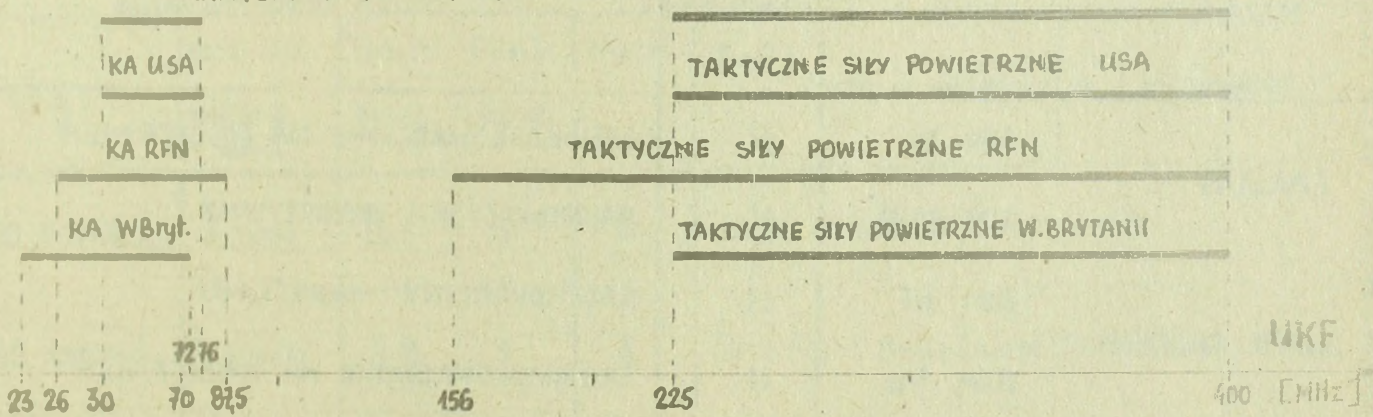 KA USA TAKTYCZNE SIŁY POWIETRZNE USA
KA RFN TAKTYCZNE SIŁY POWIETRZNE RFN
KA WBryt. TAKTYCZNE SIŁY POWIETRZNE W.BRYTANII
72 76 UKF
23 26 30 70 87,5 156 225 400 [MHz]